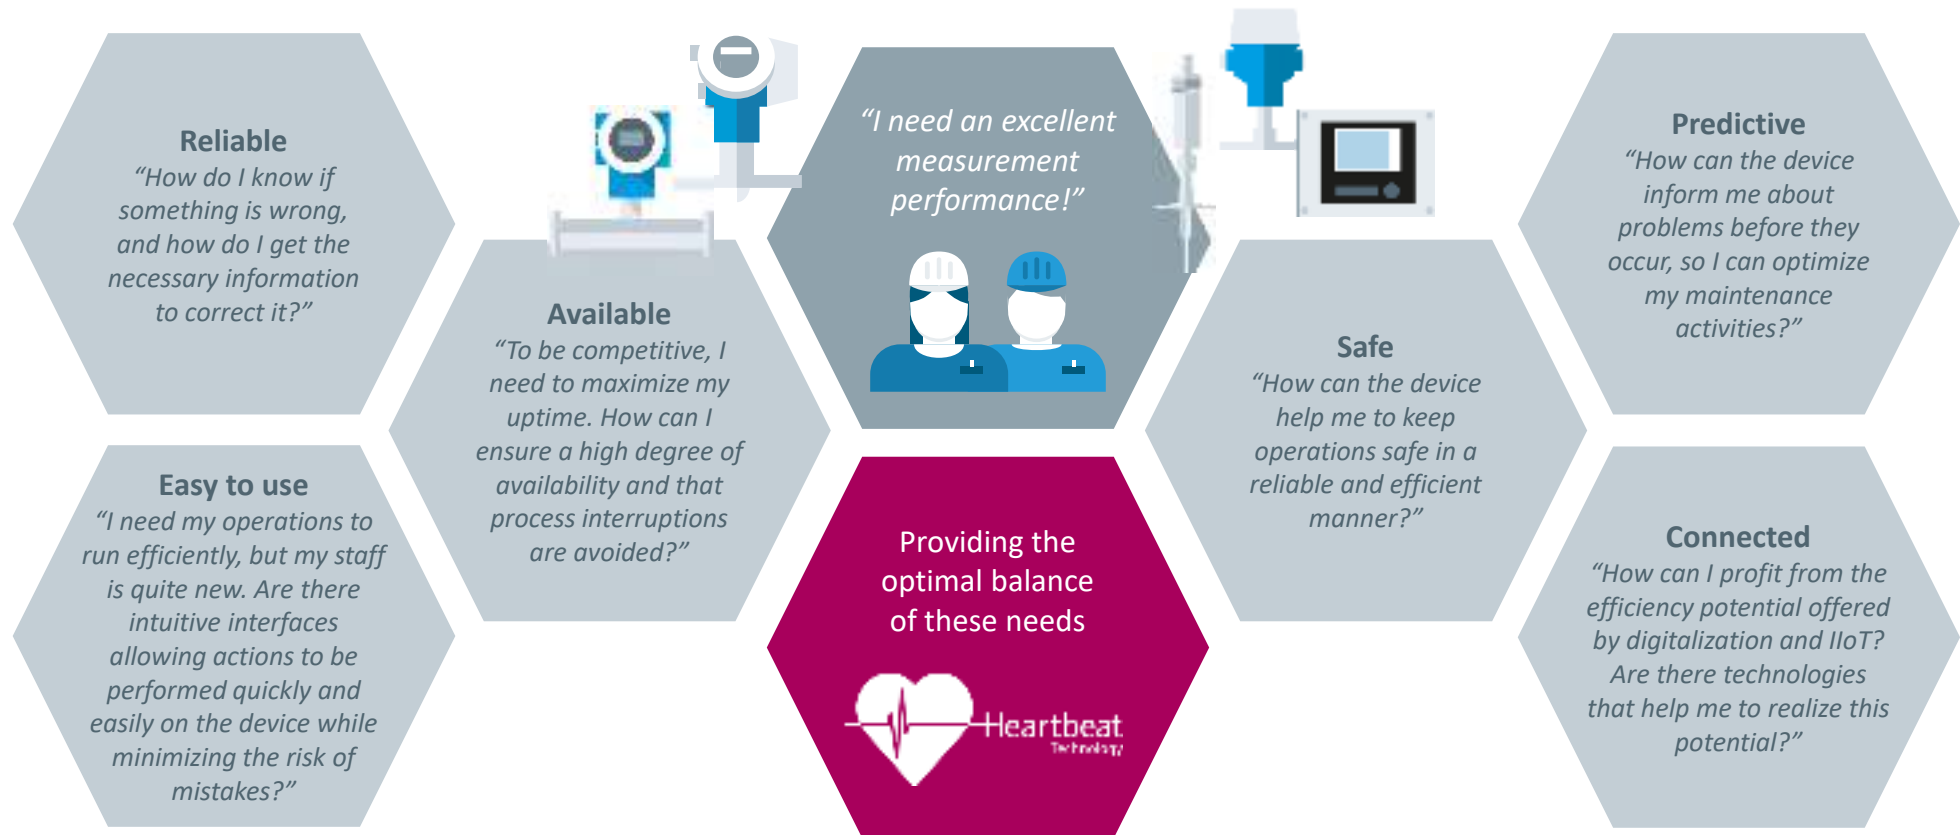 Reliable
“How do I know if
something is wrong,
and how do I get the
necessary information
to correct it?”
Easy to use
“I need my operations to
run efficiently, but my staff
is quite new. Are there
intuitive interfaces
allowing actions to be
performed quickly and
easily on the device while
minimizing the risk of
mistakes?”
Available
“To be competitive, I
need to maximize my
uptime. How can I
ensure a high degree of
availability and that
process interruptions
are avoided?”
“I need an excellent
measurement
performance!”
Providing the
optimal balance
of these needs
Heartbeat
Technology
Safe
“How can the device
help me to keep
operations safe in a
reliable and efficient
manner?”
Predictive
“How can the device
inform me about
problems before they
occur, so I can optimize
my maintenance
activities?”
Connected
“How can I profit from the
efficiency potential offered
by digitalization and IIoT?
Are there technologies
that help me to realize this
potential?”